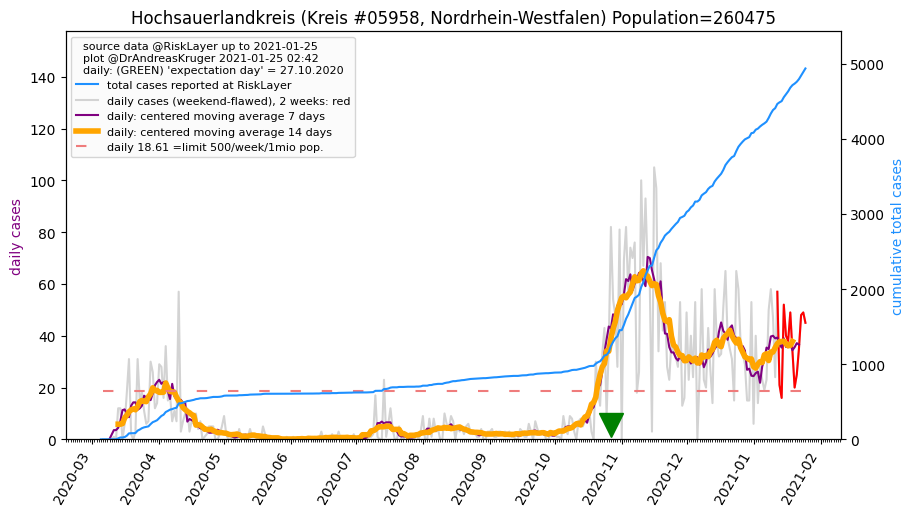 Hochsauerlandkreis (Kreis #05958, Nordrhein-Westfalen) Population=260475
source data @RiskLayer up to 2021-01-25
plot @DrAndreasKruger 2021-01-25 02:42
daily: (GREEN) 'expectation day' = 27.10.2020
total cases reported at RiskLayer
daily cases (weekend-flawed), 2 weeks: red
daily: centered moving average 7 days
daily: centered moving average 14 days
daily 18.61 =limit 500/week/1mio pop.
daily cases
140
120
100
80
60
40
20
0
cumulative total cases
5000
4000
3000
2000
1000
0
2020-03
2020-04
2020-05
2020-06
2020-07
2020-08
2020-09
2020-10
2020-11
2020-12
2021-01
2021-02